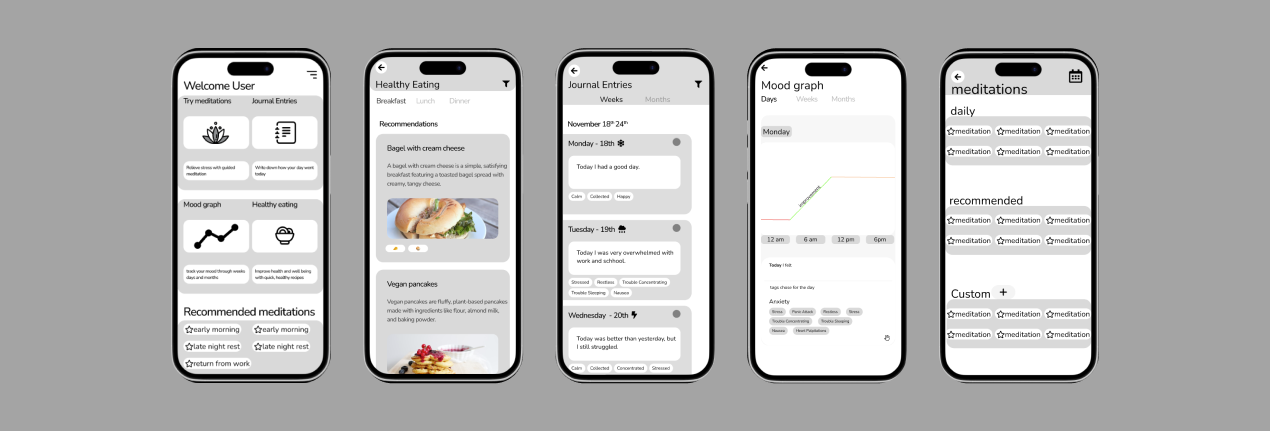 Welcome User
Try meditations
Journal Entries
Relieve stress with guided
meditation
Write down how your day went
today
Mood graph
Healthy eating
track your mood through weeks
days and months
Improve health and well being
with quick, healthy recipes
Recommended meditations
early morning
early morning
late night rest
late night rest
return from work
Healthy Eating
Breakfast
Lunch
Dinner
Recommendations
Bagel with cream cheese
A bagel with cream cheese is a simple, satisfying
breakfast featuring a toasted bagel spread with
creamy, tangy cheese.
Vegan pancakes
Vegan pancakes are fluffy, plant-based pancakes
made with ingredients like flour, almond milk,
and baking powder.
Journal Entries
Weeks
Months
November 18th 24th
Monday - 18th
Today I had a good day.
Calm
Collected
Happy
Tuesday - 19th
Today I was very overwhelmed with
work and schhool.
Stressed
Restless
Trouble Concentrating
Trouble Sleeping
Nausea
Wednesday - 20th
Today was better than yesterday, but
I still struggled.
Calm
Collected
Concentrated
Stressed
Mood graph
Days
Weeks
Months
Monday
improvement
12 am
6 am
12 pm
6pm
Today I felt
tags chose for the day
Anxiety
Stress
Panic Attack
Restless
Stress
Trouble Concentrating
Trouble Sleeping
Nausea
Heart Palpitations
meditations
daily
meditation
meditation
meditation
meditation
meditation
meditation
recommended
meditation
meditation
meditation
meditation
meditation
meditation
Custom +
meditation
meditation
meditation
meditation
meditation
meditation